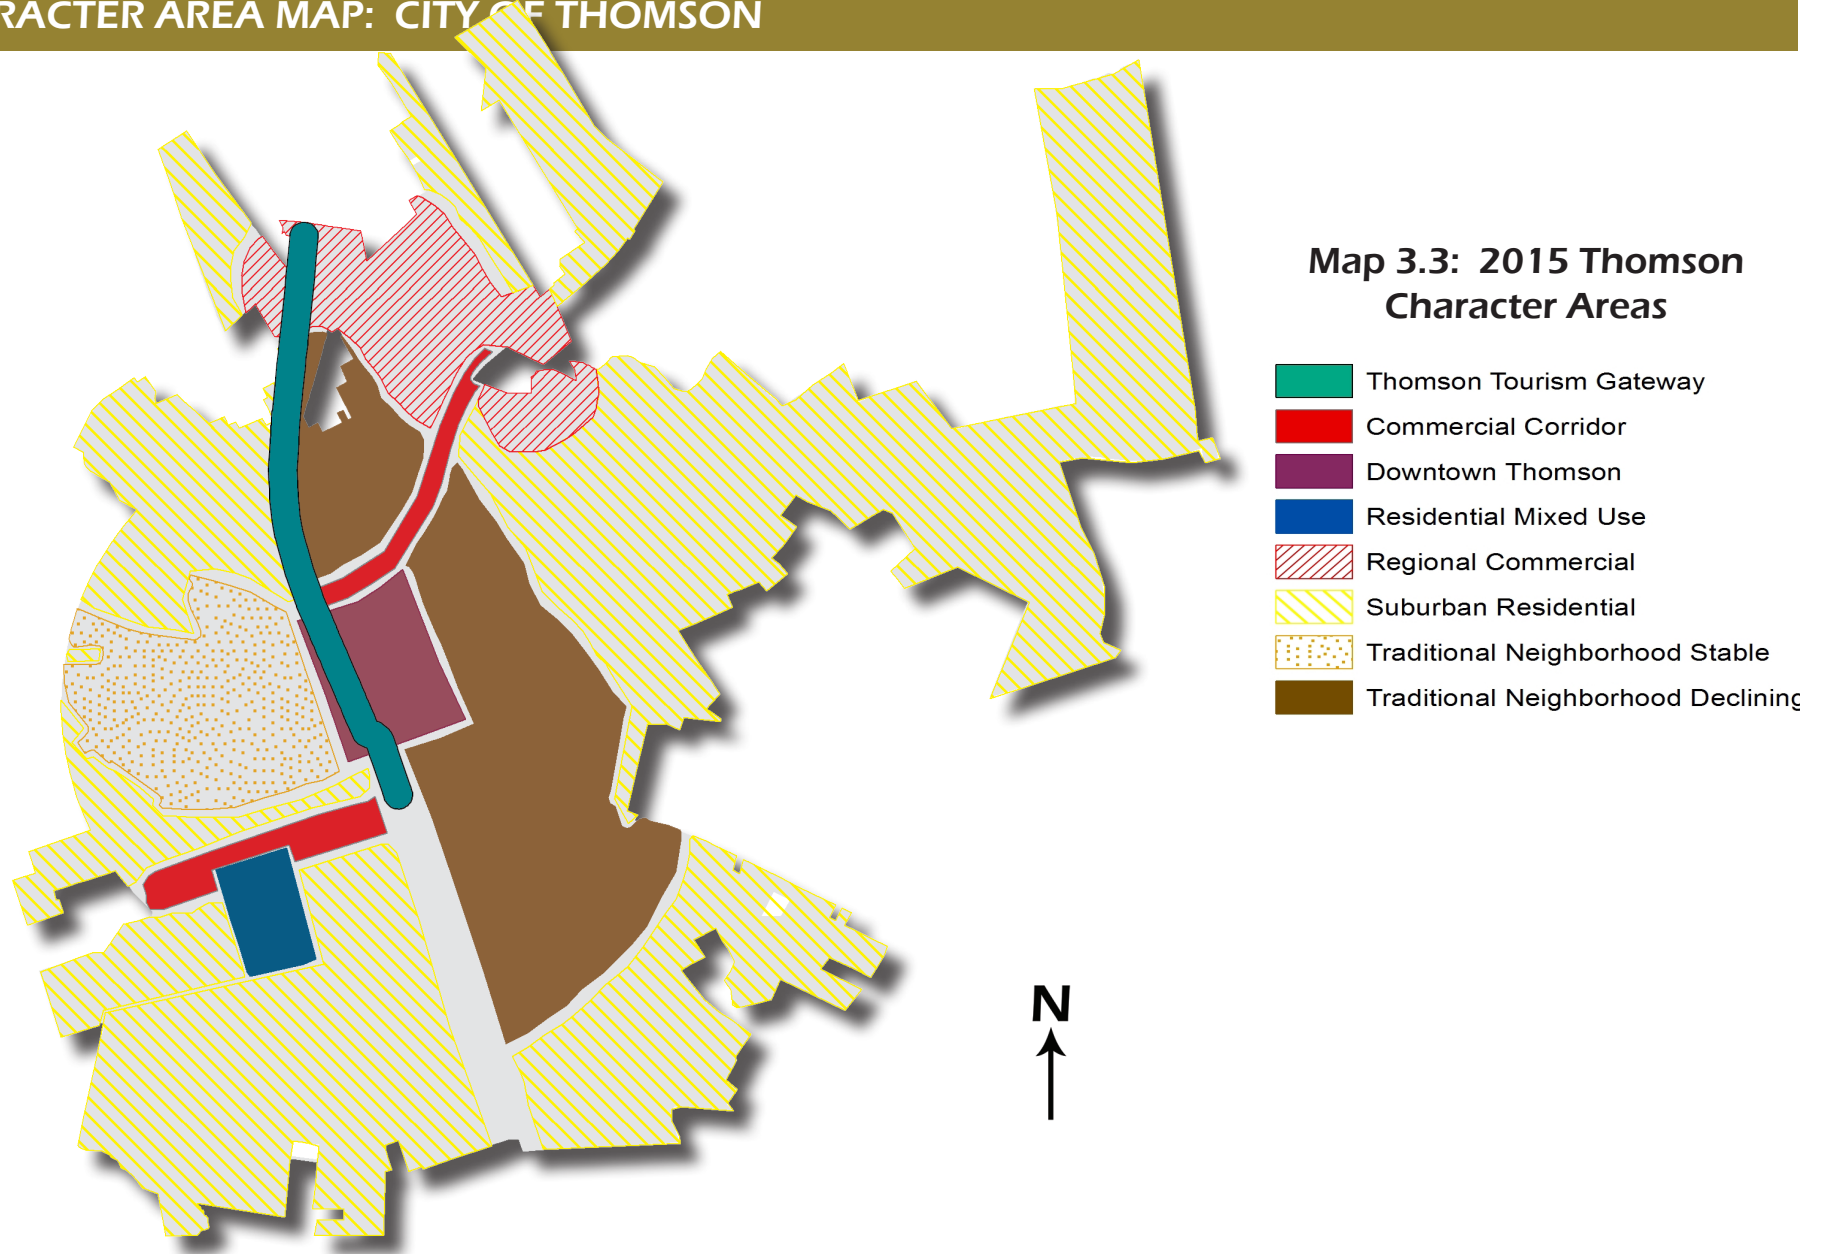 RACTER AREA MAP: CITY OF THOMSON
Map 3.3: 2015 Thomson
Character Areas
Thomson Tourism Gateway
Commercial Corridor
Downtown Thomson
Residential Mixed Use
Regional Commercial
Suburban Residential
Traditional Neighborhood Stable
Traditional Neighborhood Declining
N